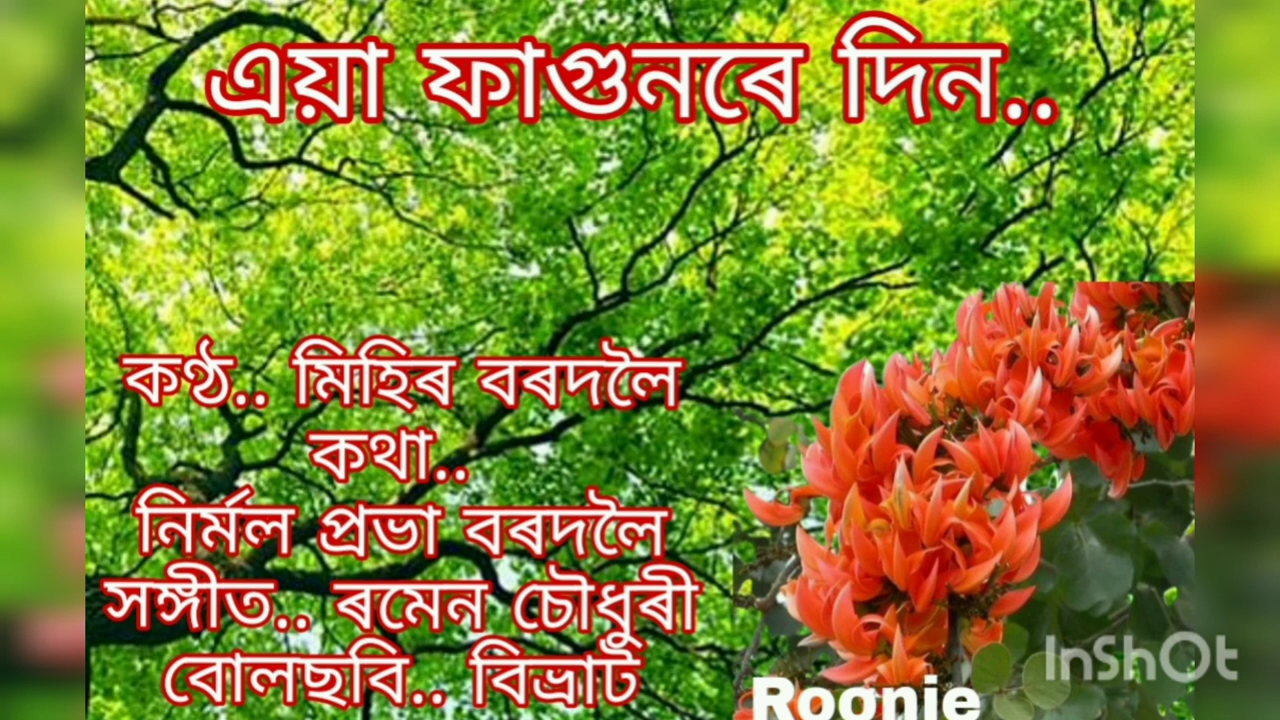 এয়া ফাগুনৰে দিন..
কণ্ঠ.. মিহিৰ বৰদলৈ
কথা..
নিৰ্মল প্ৰভা বৰদলৈ
সঙ্গীত.. ৰমেন চৌধুৰী
বোলছবি.. বিভ্ৰাট
Roonie
InShOt